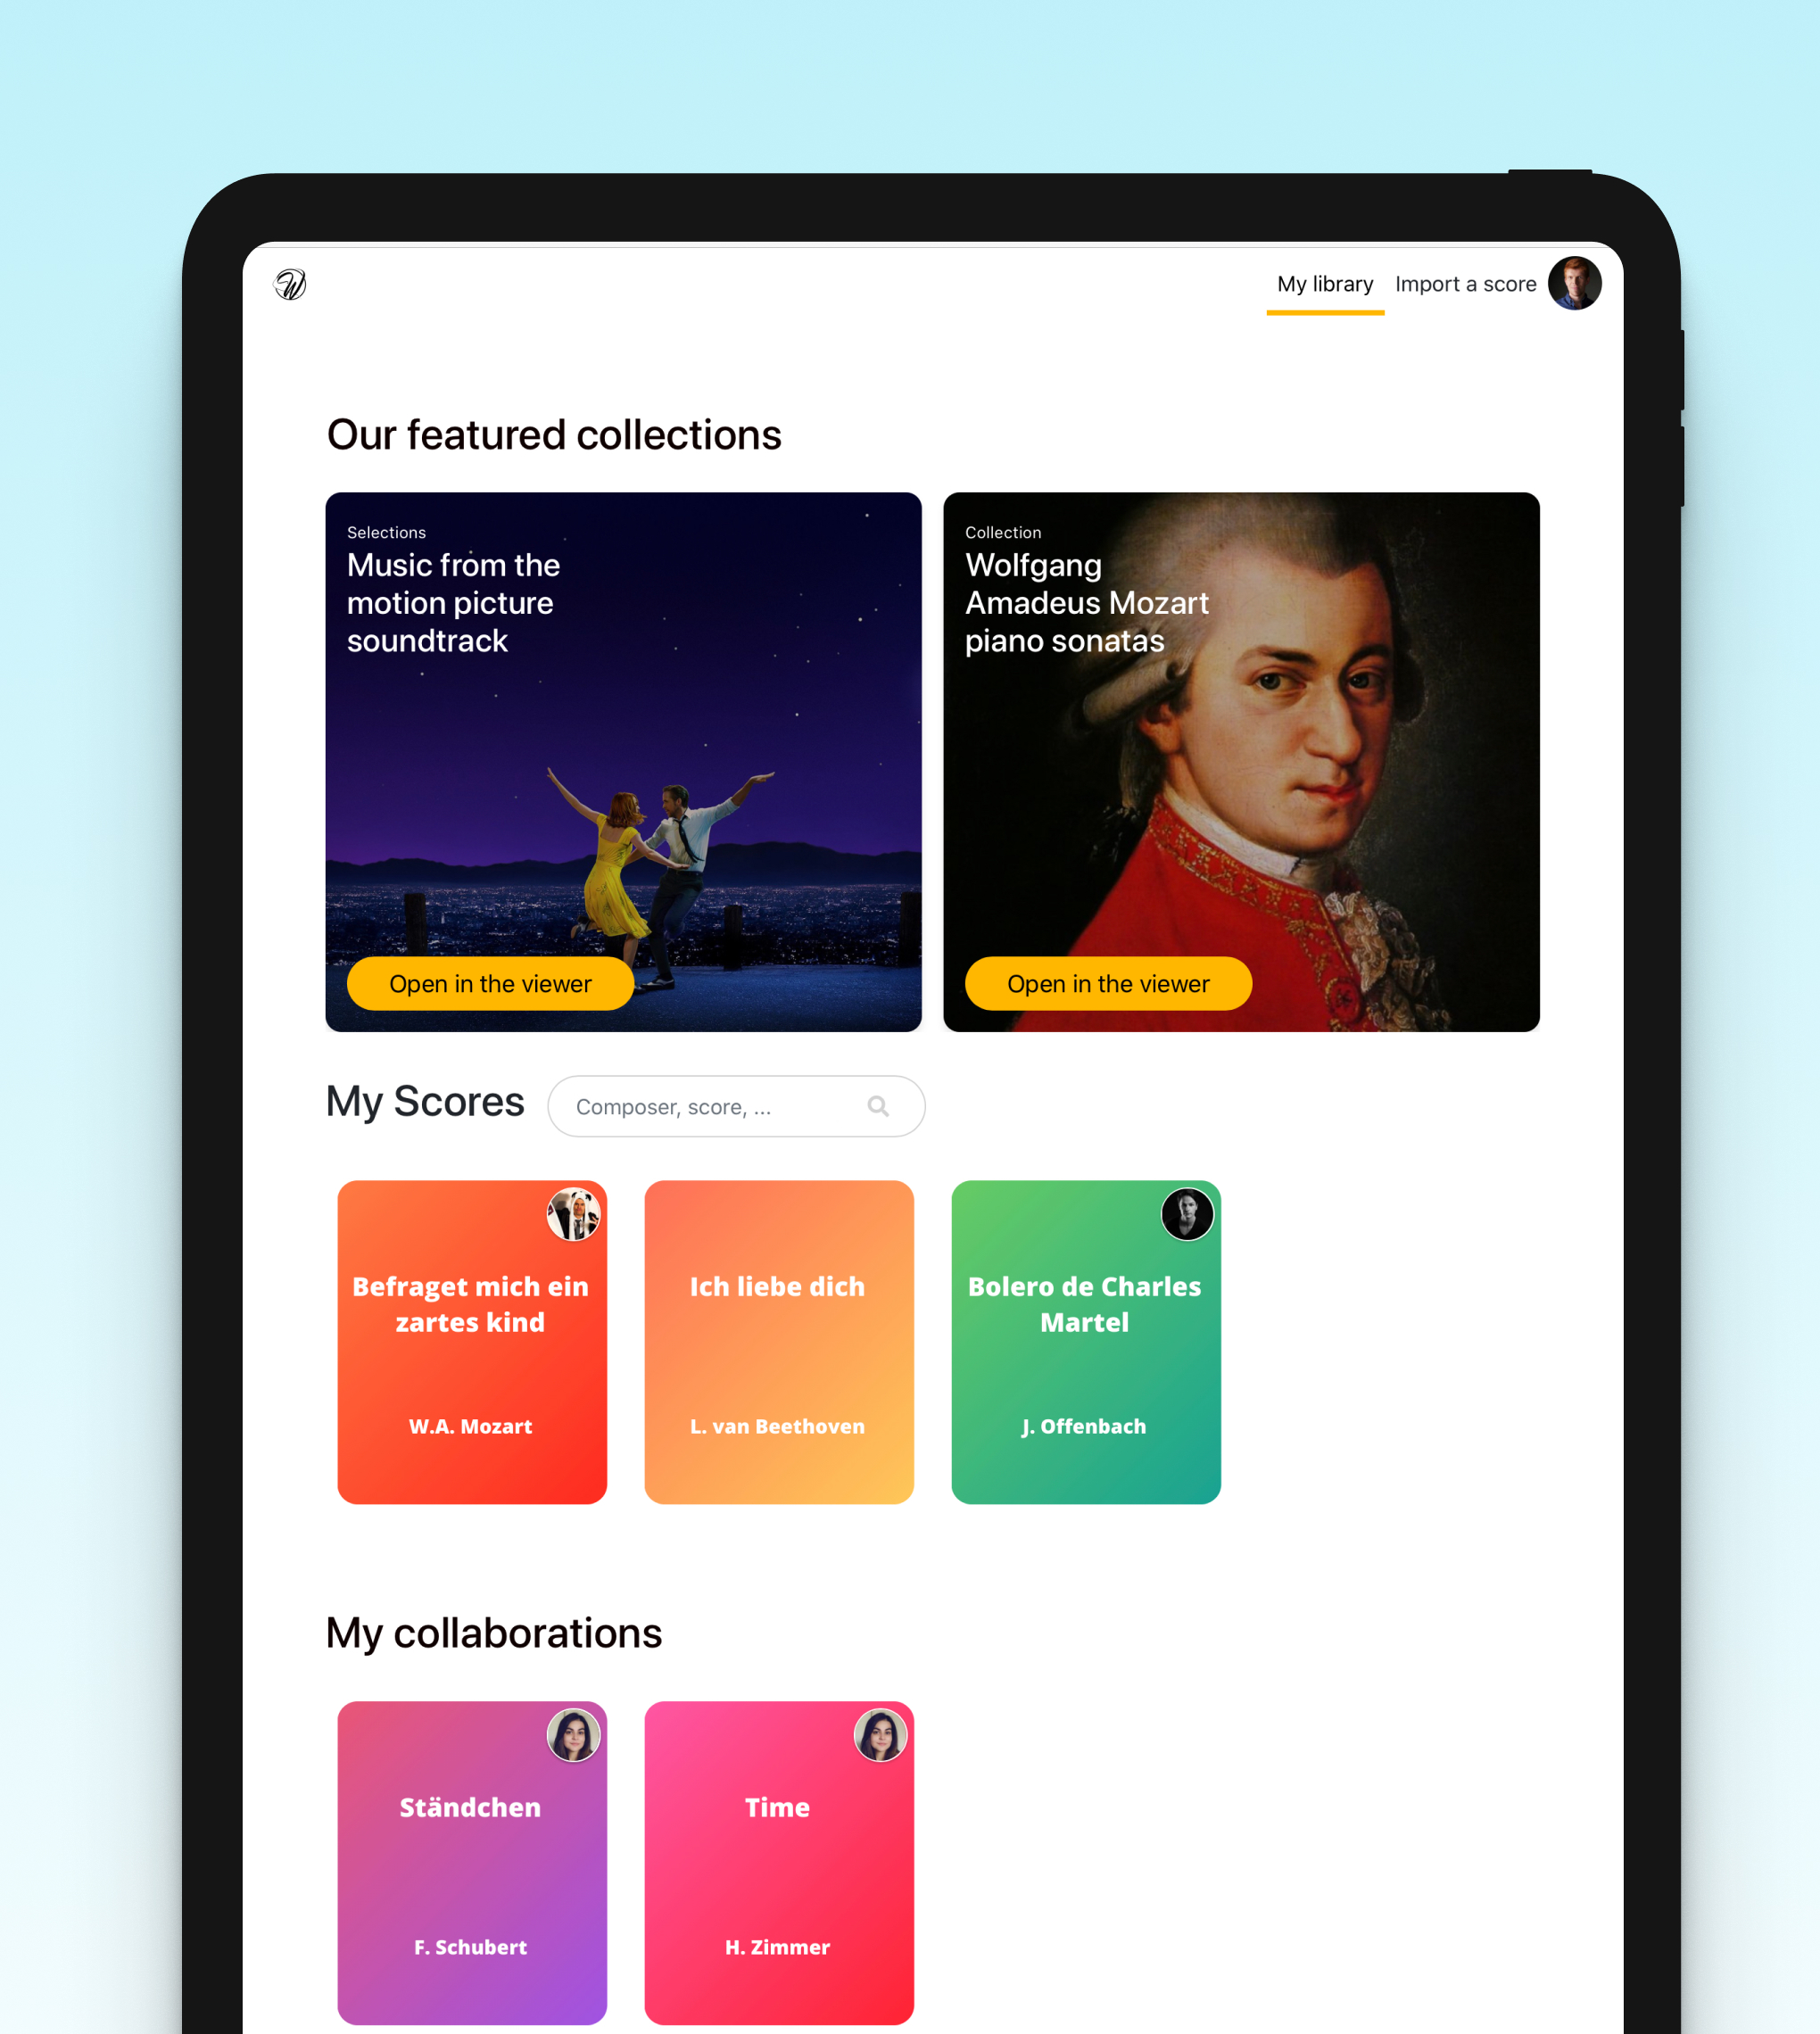 My library
Import a score
Our featured collections
Selections
Music from the
motion picture
soundtrack
Open in the viewer
Collection
Wolfgang
Amadeus Mozart
piano sonatas
Open in the viewer
My Scores
Composer, score, ...
Befraget mich ein
zartes kind
W.A. Mozart
Ich liebe dich
L. van Beethoven
Bolero de Charles
Martel
J. Offenbach
My collaborations
Ständchen
F. Schubert
Time
H. Zimmer